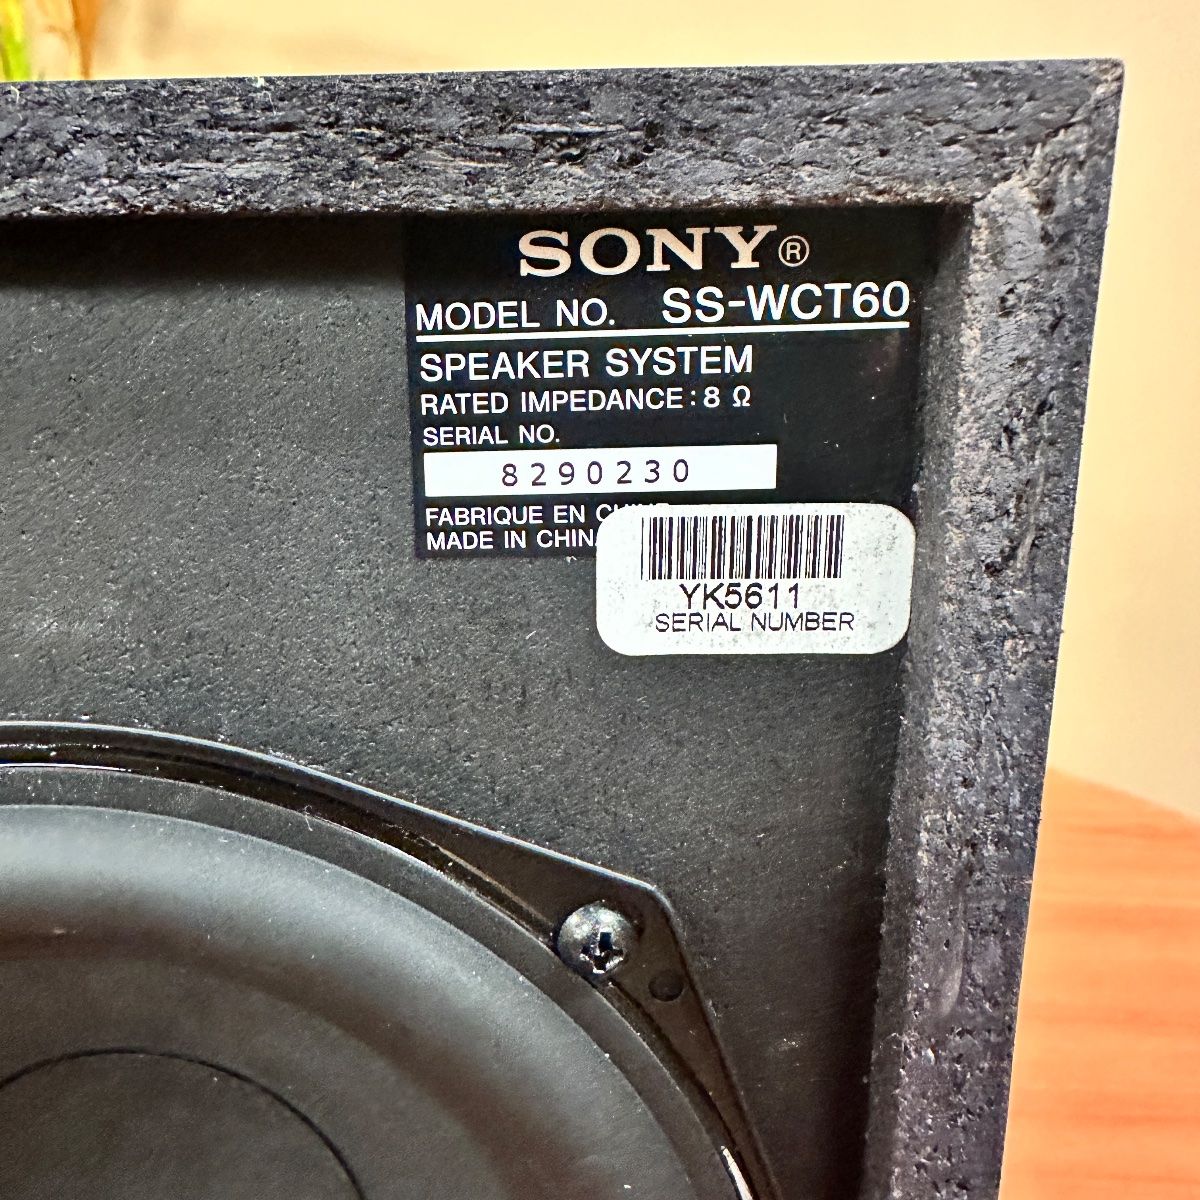 SONY®
MODEL NO. SS-WCT60
SPEAKER SYSTEM
RATED IMPEDANCE: 8 Ω
SERIAL NO.
8290230
FABRIQUE EN
MADE IN
YK5611
SERIAL NUMBER